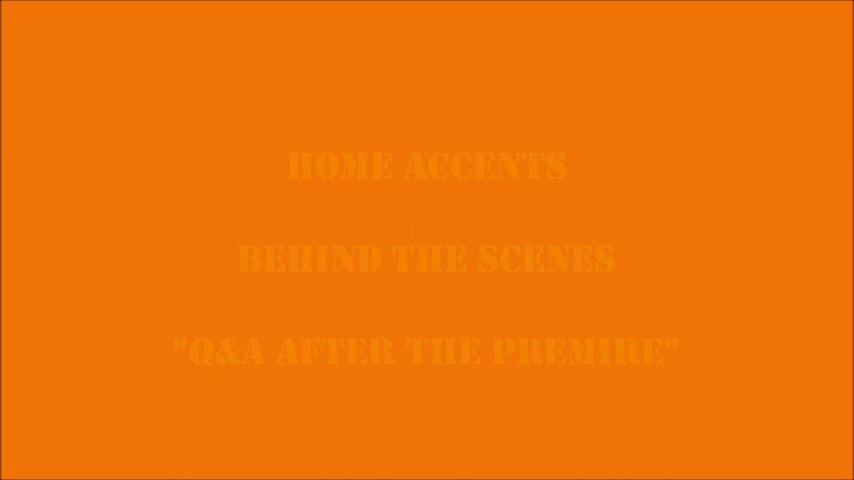 HOME ACCENTS
BEHIND THE SCENES
"Q&A AFTER THE PREMIRE"